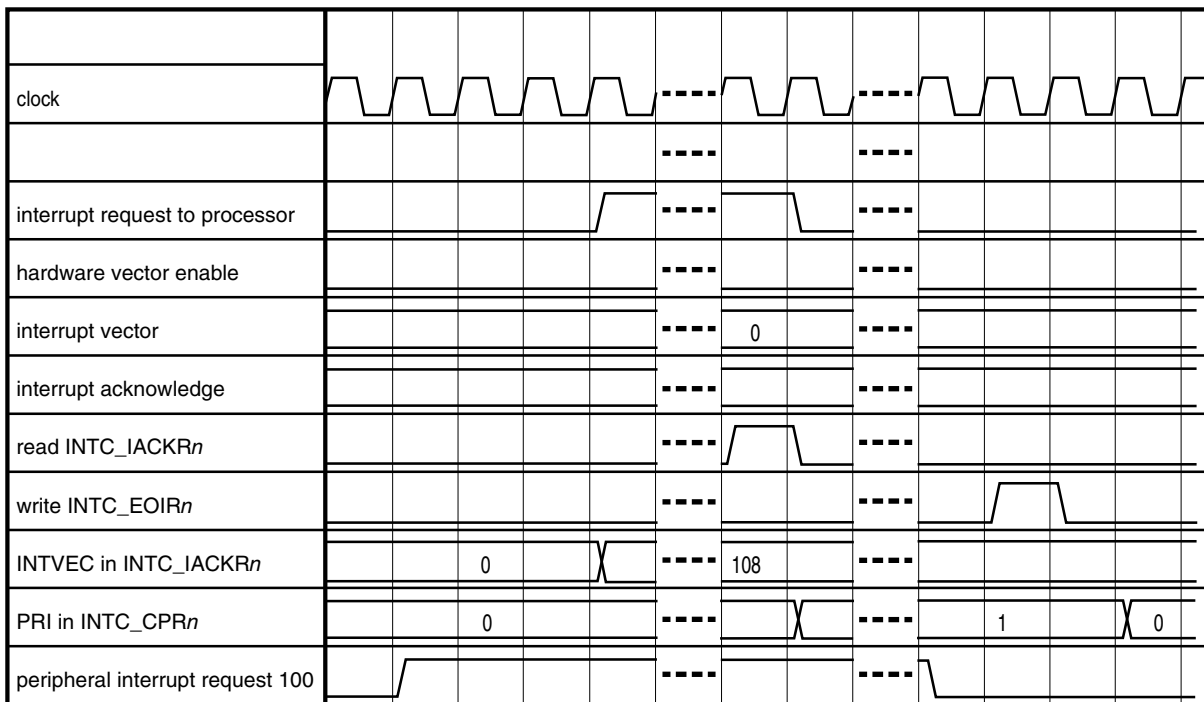 clock
interrupt request to processor
hardware vector enable
interrupt vector 0
interrupt acknowledge
read INTC_IACKRn
write INTC_EOIRn
INTVEC in INTC_IACKRn 0 108
PRI in INTC_CPRn 0 1 0
peripheral interrupt request 100